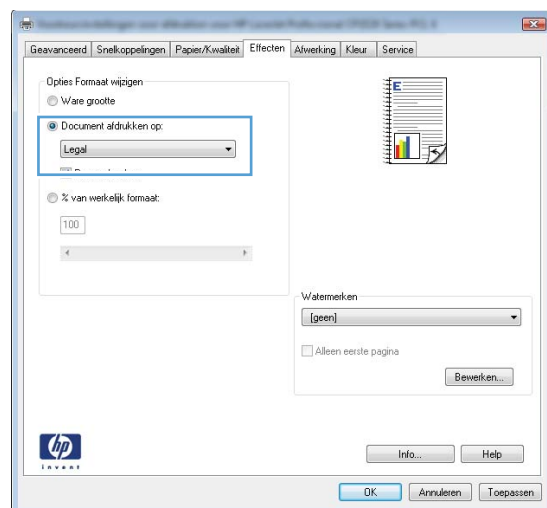 Geavanceerd Snelkoppelingen Papier/Kwaliteit Effecten Afwerking Kleur Service
Opties Formaat wijzigen
Ware grootte
Document afdrukken op:
Legal
% van werkelijk formaat:
100
E
Watermerken
[geen]
Alleen eerste pagina
Bewerken...
hp
invent
Info... Help
OK Annuleren Toepassen